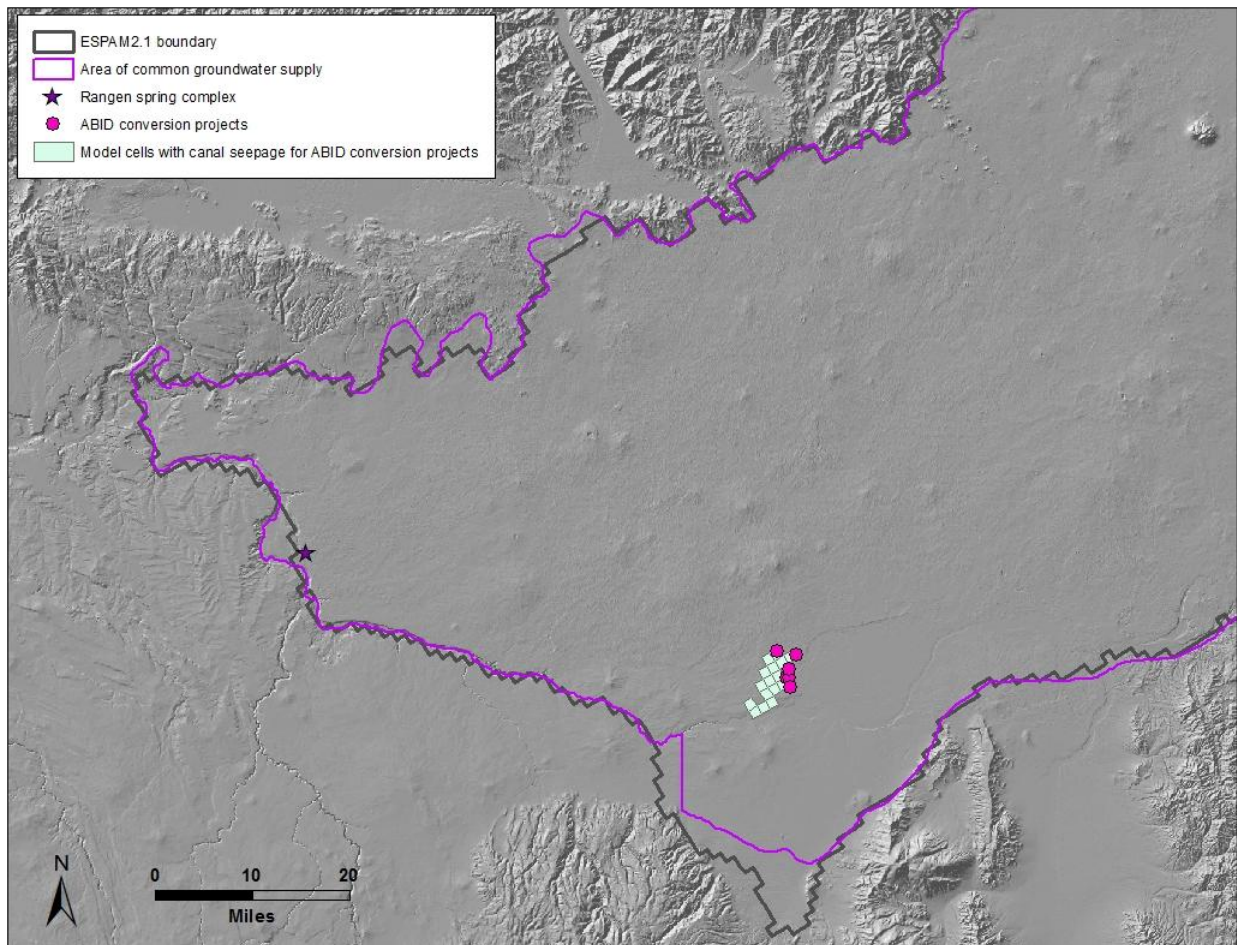 ESPAM2.1 boundary
Area of common groundwater supply
Rangen spring complex
ABID conversion projects
Model cells with canal seepage for ABID conversion projects
N
0 10 20
Miles